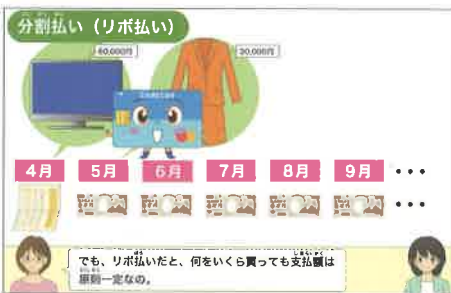 分割払い（リボ払い）
60,000円
30,000円
4月 5月 6月 7月 8月 9月 ・・・
・・・
でも、リボ払いだと、何をいくら買っても支払額は
原則一定なの。